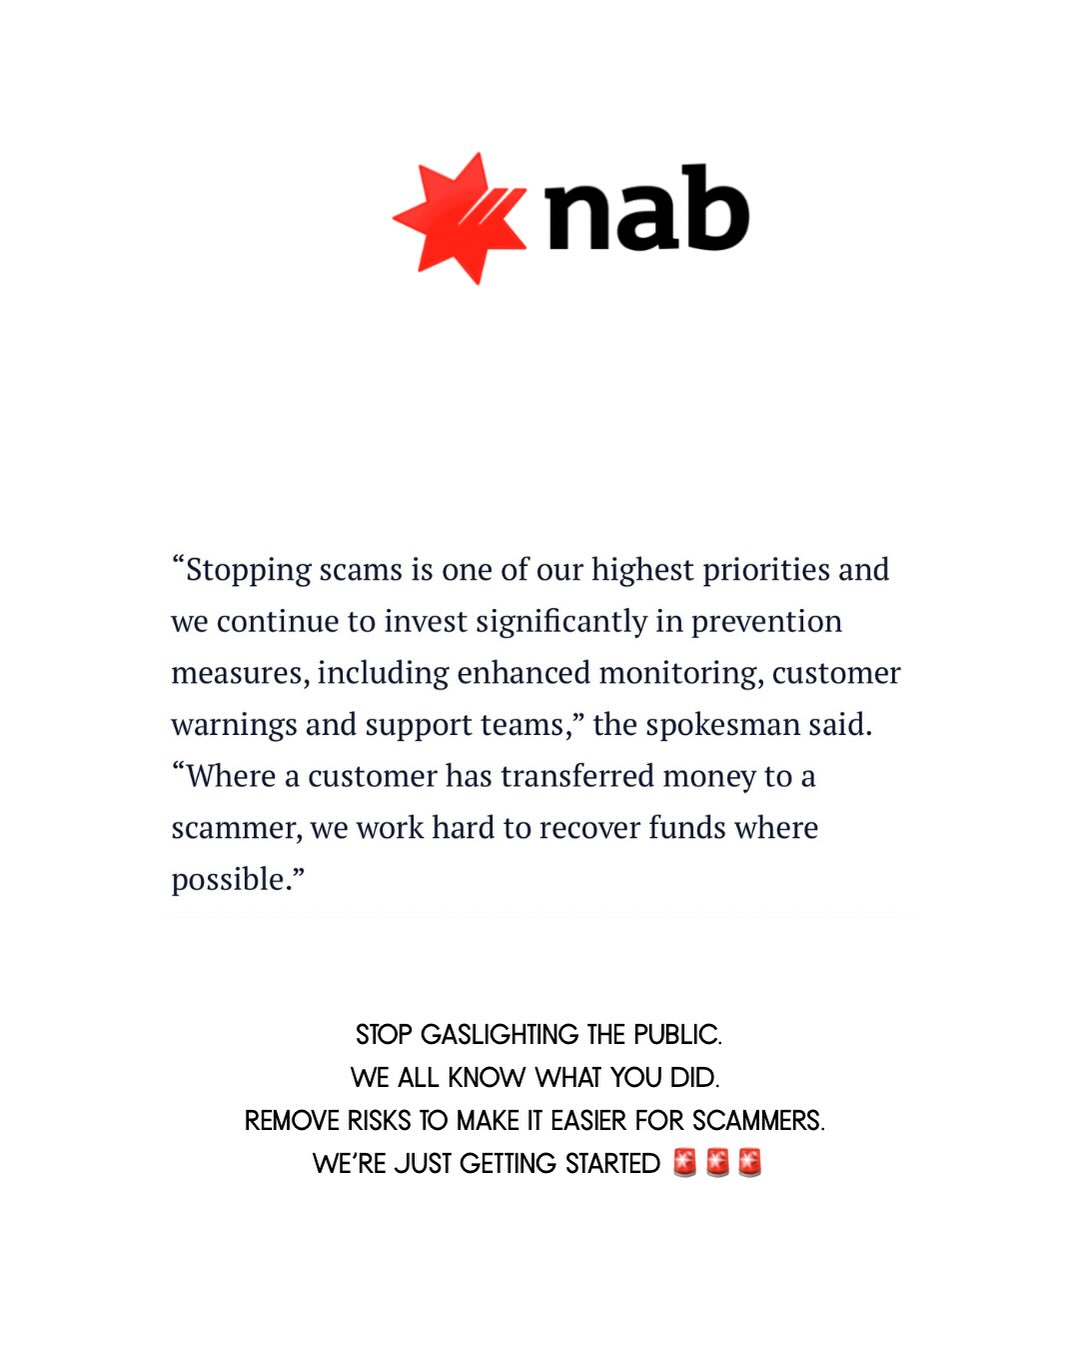 nab
“Stopping scams is one of our highest priorities and
we continue to invest significantly in prevention
measures, including enhanced monitoring, customer
warnings and support teams,” the spokesman said.
“Where a customer has transferred money to a
scammer, we work hard to recover funds where
possible.”
STOP GASLIGHTING THE PUBLIC.
WE ALL KNOW WHAT YOU DID.
REMOVE RISKS TO MAKE IT EASIER FOR SCAMMERS.
WE’RE JUST GETTING STARTED 🚨🚨🚨